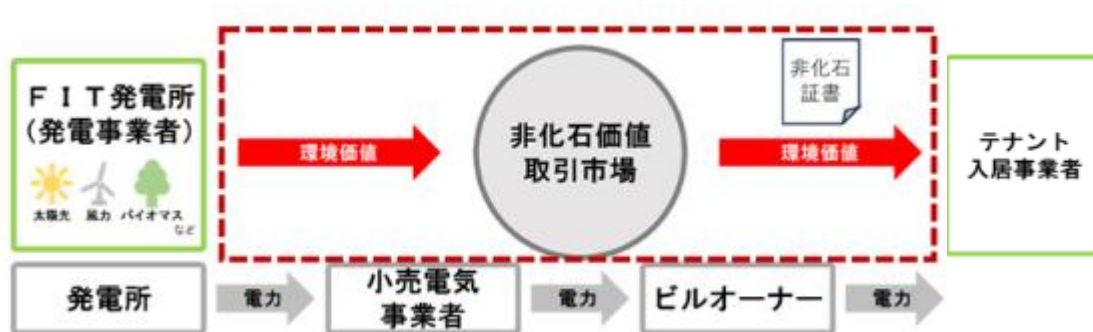 ＦＩＴ発電所
(発電事業者)
太陽光 風力 バイオマス
など
環境価値
非化石価値
取引市場
非化石
証書
環境価値
テナント
入居事業者
発電所
電力
小売電気
事業者
電力
ビルオーナー
電力